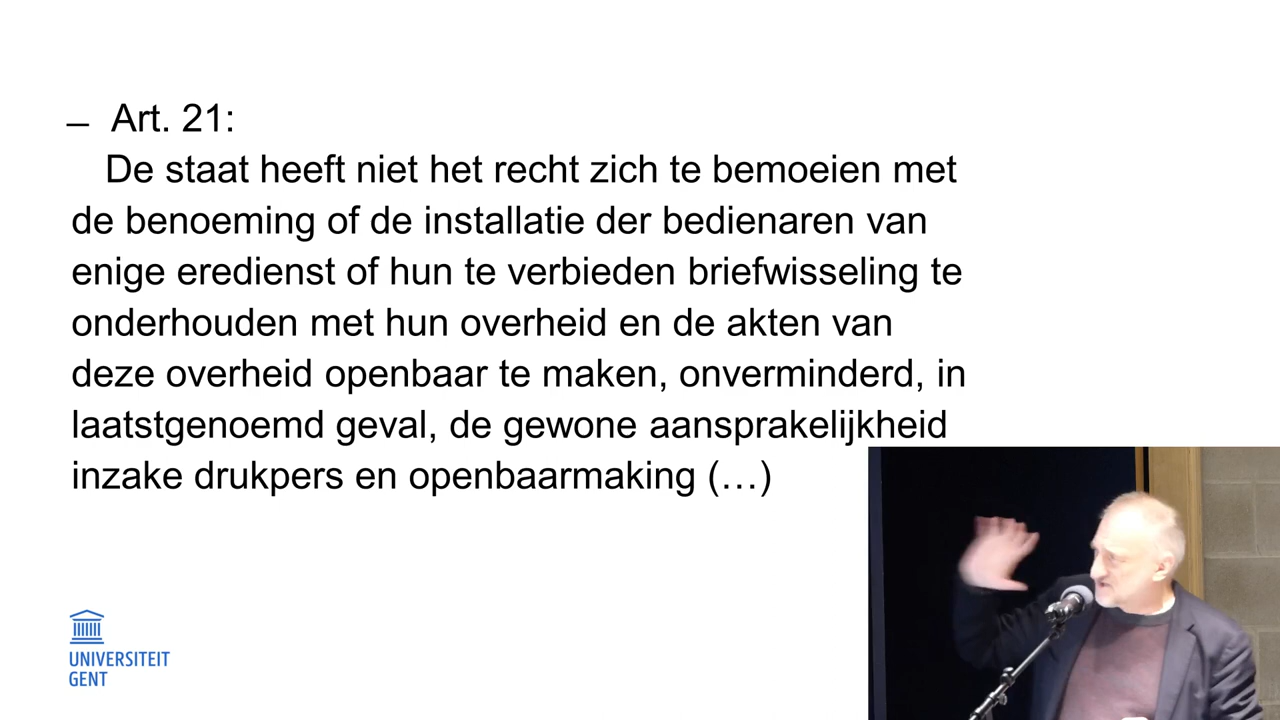 – Art. 21:
De staat heeft niet het recht zich te bemoeien met
de benoeming of de installatie der bedienaren van
enige eredienst of hun te verbieden briefwisseling te
onderhouden met hun overheid en de akten van
deze overheid openbaar te maken, onverminderd, in
laatstgenoemd geval, de gewone aansprakelijkheid
inzake drukpers en openbaarmaking (…)
UNIVERSITEIT
GENT